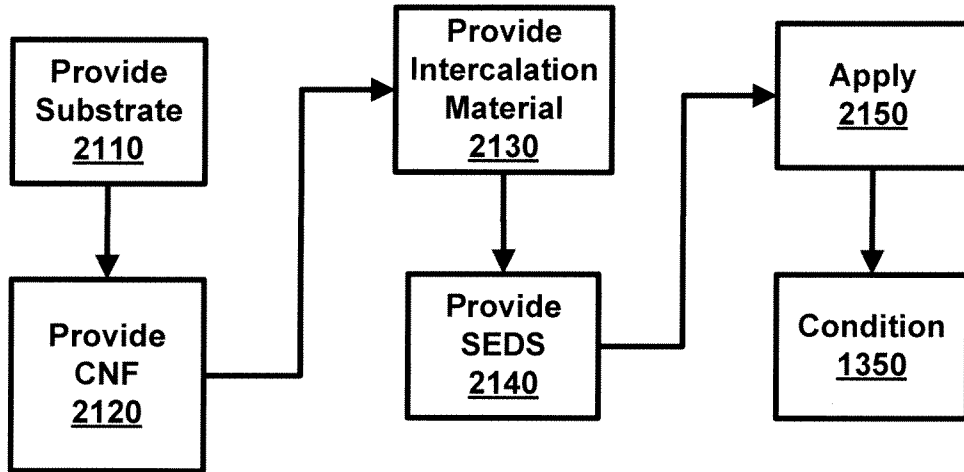 Provide
Substrate
2110
Provide
CNF
2120
Provide
Intercalation
Material
2130
Provide
SEDS
2140
Apply
2150
Condition
1350